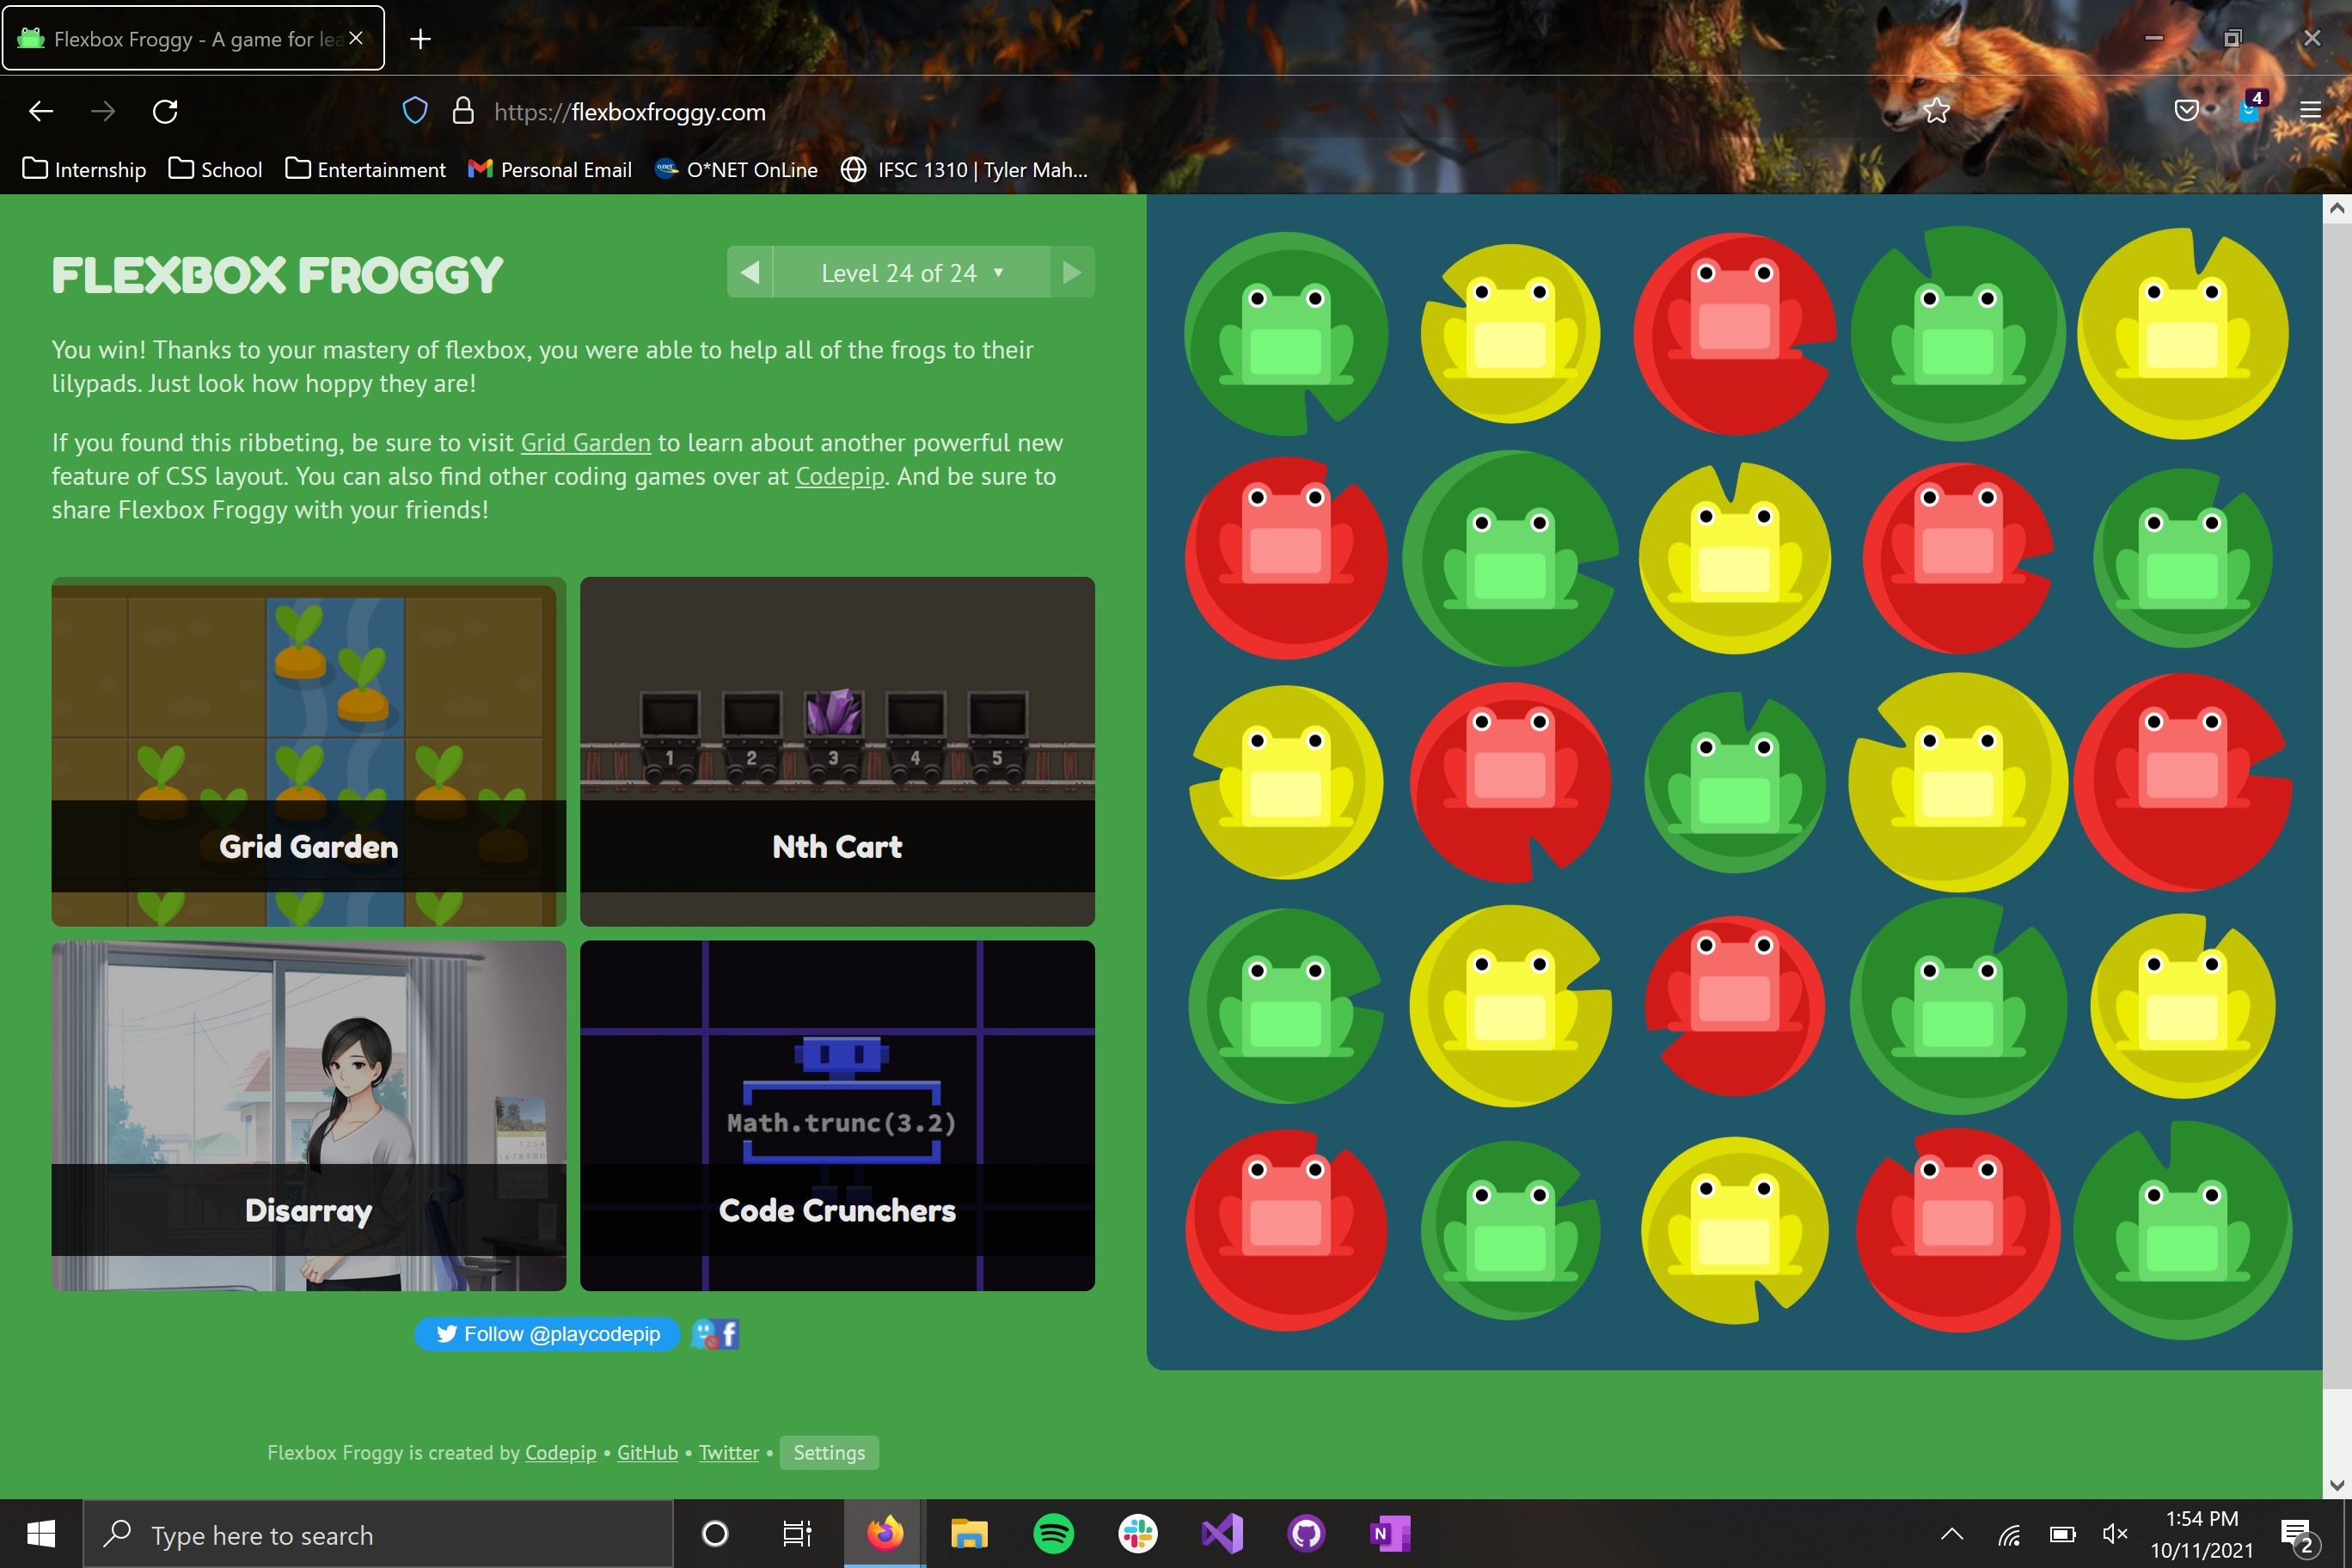 Flexbox Froggy - A game for lea
4
https://flexboxfroggy.com
Internship
School
Entertainment
Personal Email
O*NET OnLine
IFSC 1310 | Tyler Mah...
FLEXBOX FROGGY
Level 24 of 24
You win! Thanks to your mastery of flexbox, you were able to help all of the frogs to their
lilypads. Just look how hoppy they are!
If you found this ribbeting, be sure to visit Grid Garden to learn about another powerful new
feature of CSS layout. You can also find other coding games over at Codepip. And be sure to
share Flexbox Froggy with your friends!
1 2 3 4 5
Grid Garden
Nth Cart
Math.trunc(3.2)
Disarray
Code Crunchers
Follow @playcodepip
Flexbox Froggy is created by Codepip • GitHub • Twitter • Settings
Type here to search
N
1:54 PM
10/11/2021
2